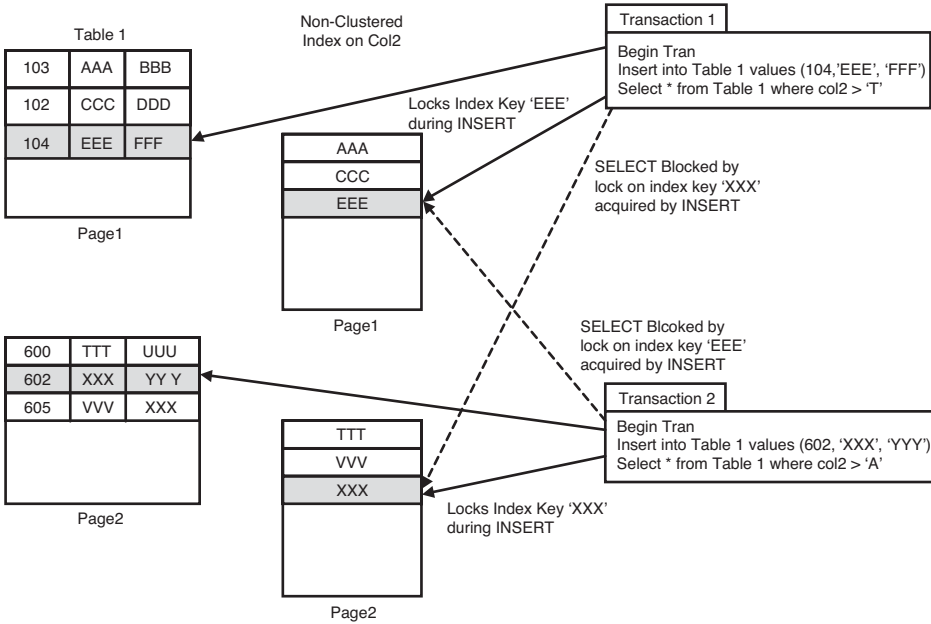 Table 1
103 AAA BBB
102 CCC DDD
104 EEE FFF
Page1
Non-Clustered
Index on Col2
AAA
CCC
EEE
Page1
Locks Index Key ‘EEE’
during INSERT
Transaction 1
Begin Tran
Insert into Table 1 values (104,’EEE’, ‘FFF’)
Select * from Table 1 where col2 > ‘T’
SELECT Blocked by
lock on index key ‘XXX’
acquired by INSERT
600 TTT UUU
602 XXX YY Y
605 VVV XXX
Page2
TTT
VVV
XXX
Page2
SELECT Blcoked by
lock on index key ‘EEE’
acquired by INSERT
Transaction 2
Begin Tran
Insert into Table 1 values (602, ‘XXX’, ‘YYY’)
Select * from Table 1 where col2 > ‘A’
Locks Index Key ‘XXX’
during INSERT